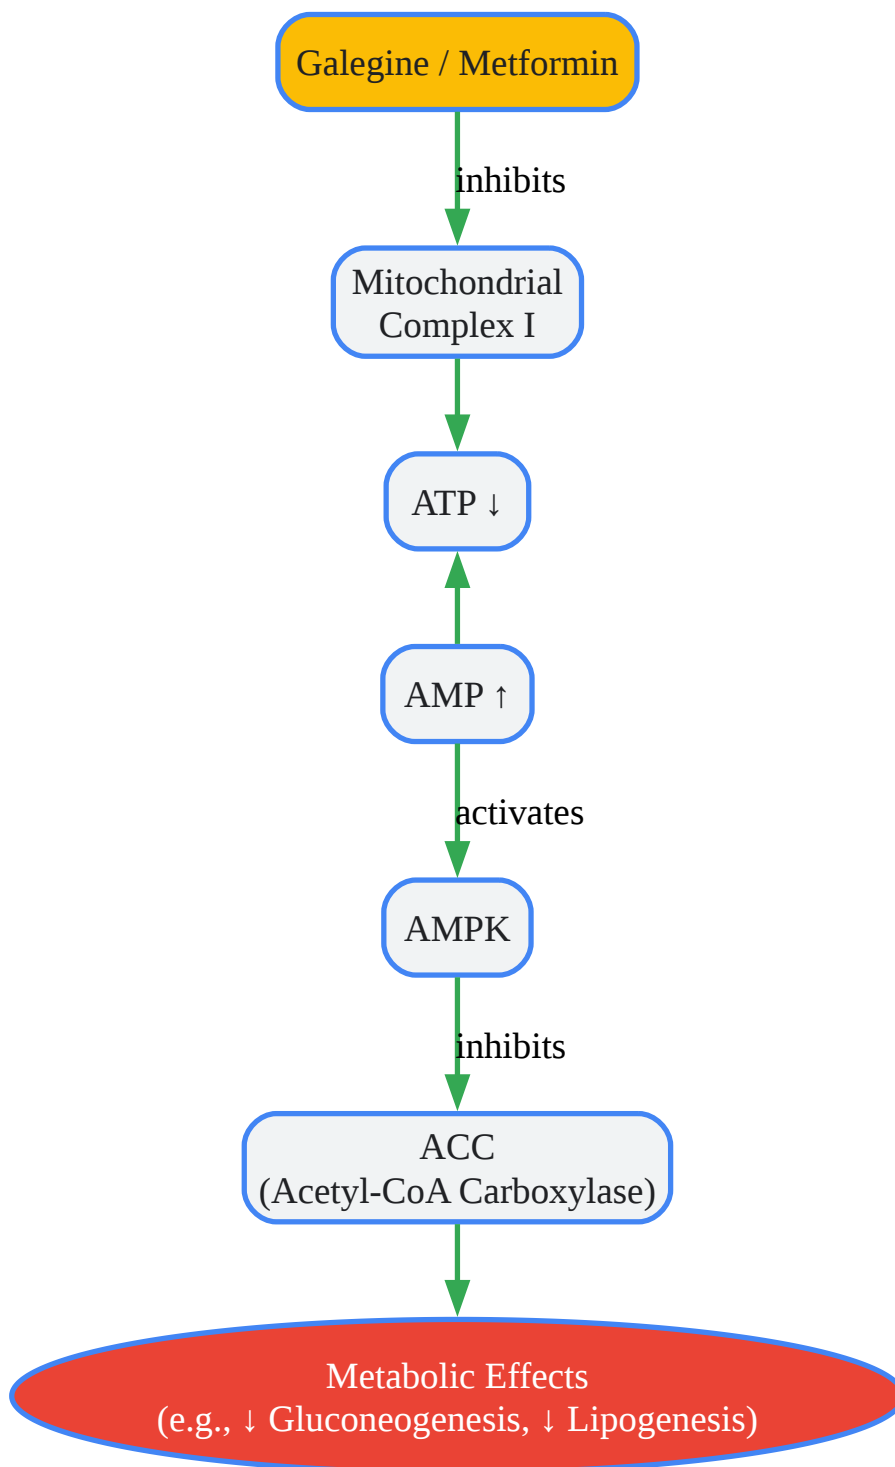 Galegine / Metformin
inhibits
Mitochondrial
Complex I
ATP ↓
AMP ↑
activates
AMPK
inhibits
ACC
(Acetyl-CoA Carboxylase)
Metabolic Effects
(e.g., ↓ Gluconeogenesis, ↓ Lipogenesis)